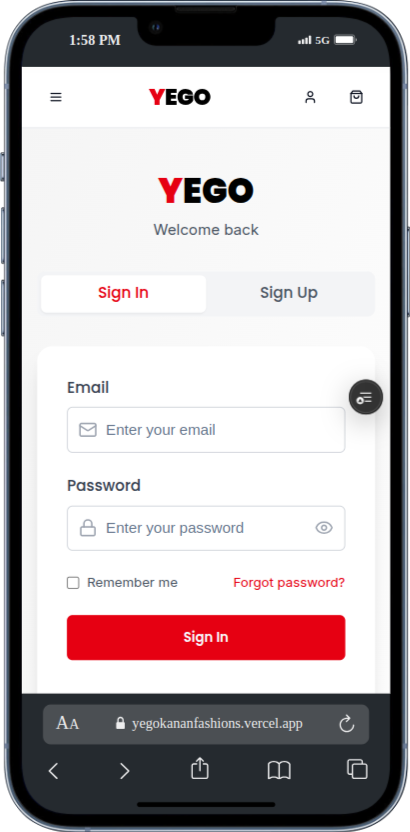 1:58 PM
5G
YEGO
YEGO
Welcome back
Sign In
Sign Up
Email
Enter your email
Password
Enter your password
Remember me
Forgot password?
Sign In
AA
yegokananfashions.vercel.app